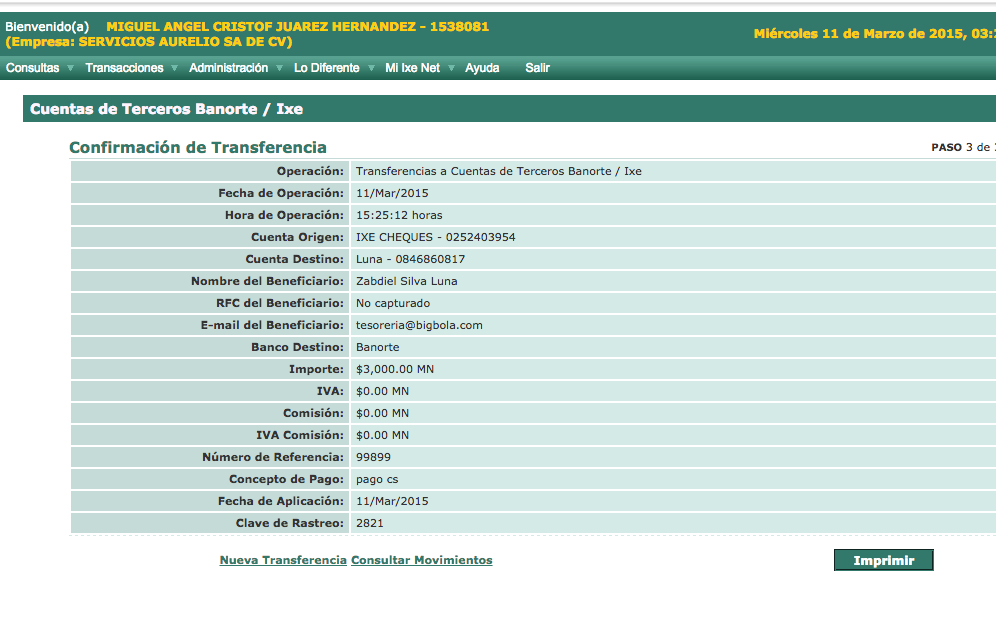 Bienvenido(a) MIGUEL ANGEL CRISTOF JUAREZ HERNANDEZ - 1538081
(Empresa: SERVICIOS AURELIO SA DE CV)
Miércoles 11 de Marzo de 2015, 03:
Consultas Transacciones Administración Lo Diferente Mi Ixe Net Ayuda Salir
Cuentas de Terceros Banorte / Ixe
Confirmación de Transferencia
PASO 3 de
Operación: Transferencias a Cuentas de Terceros Banorte / Ixe
Fecha de Operación: 11/Mar/2015
Hora de Operación: 15:25:12 horas
Cuenta Origen: IXE CHEQUES - 0252403954
Cuenta Destino: Luna - 0846860817
Nombre del Beneficiario: Zabdiel Silva Luna
RFC del Beneficiario: No capturado
E-mail del Beneficiario: tesoreria@bigbola.com
Banco Destino: Banorte
Importe: $3,000.00 MN
IVA: $0.00 MN
Comisión: $0.00 MN
IVA Comisión: $0.00 MN
Número de Referencia: 99899
Concepto de Pago: pago cs
Fecha de Aplicación: 11/Mar/2015
Clave de Rastreo: 2821
Nueva Transferencia Consultar Movimientos
Imprimir